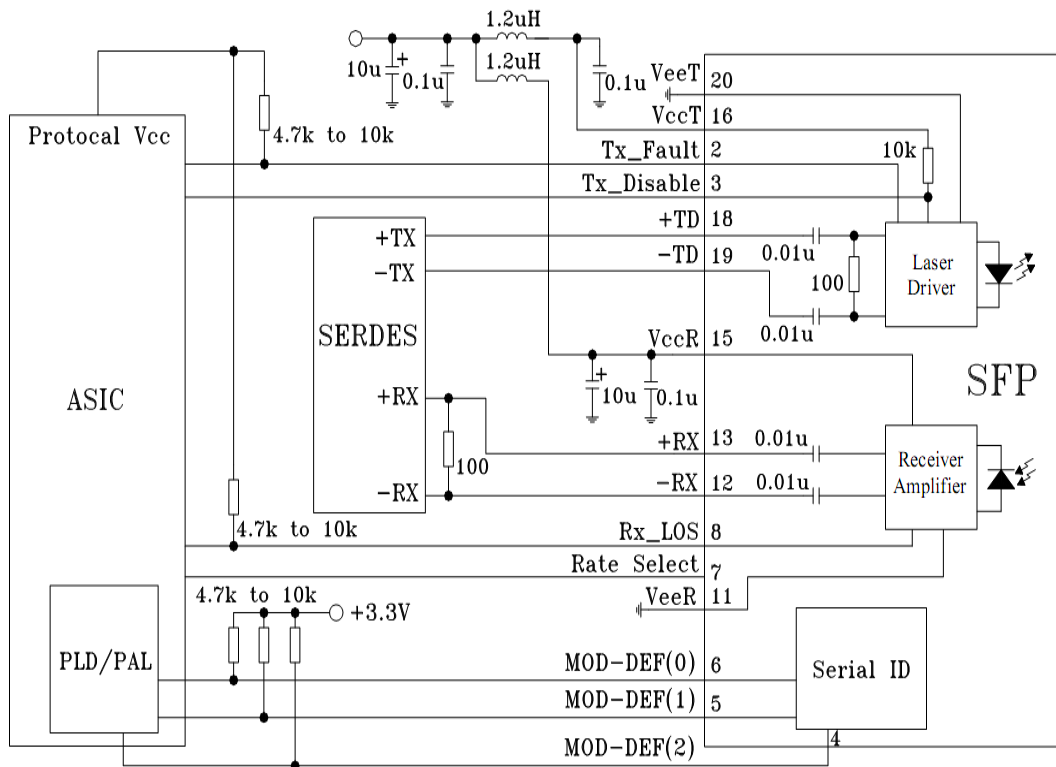 1.2uH
1.2uH
10u
+
0.1u
0.1u
VeeT 20
VccT 16
Protocal Vcc
4.7k to 10k
Tx_Fault 2
10k
Tx_Disable 3
+TD 18
+TX
-TD 19
0.01u
-TX
100
Laser
Driver
SERDES
0.01u
VccR 15
SFP
ASIC
+
10u
0.1u
+RX
+RX 13 0.01u
100
Receiver
Amplifier
-RX
-RX 12 0.01u
4.7k to 10k
Rx_LOS 8
Rate Select 7
4.7k to 10k
+3.3V
VeeR 11
PLD/PAL
MOD-DEF(0) 6
Serial ID
MOD-DEF(1) 5
MOD-DEF(2)
4